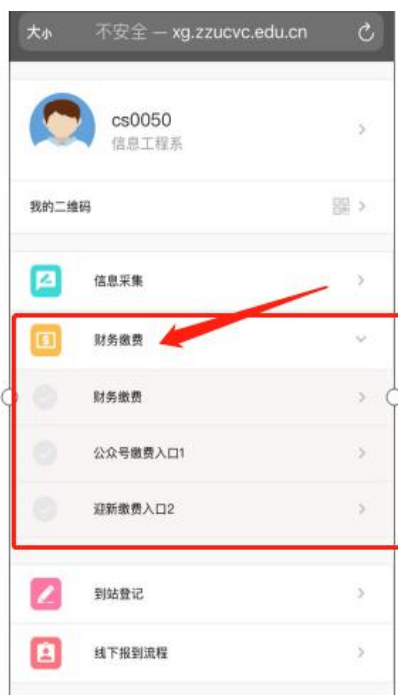 大小 不安全 — xg.zzucvc.edu.cn
cs0050
信息工程系
我的二维码
信息采集
财务缴费
财务缴费
公众号缴费入口1
迎新缴费入口2
到站登记
线下报到流程